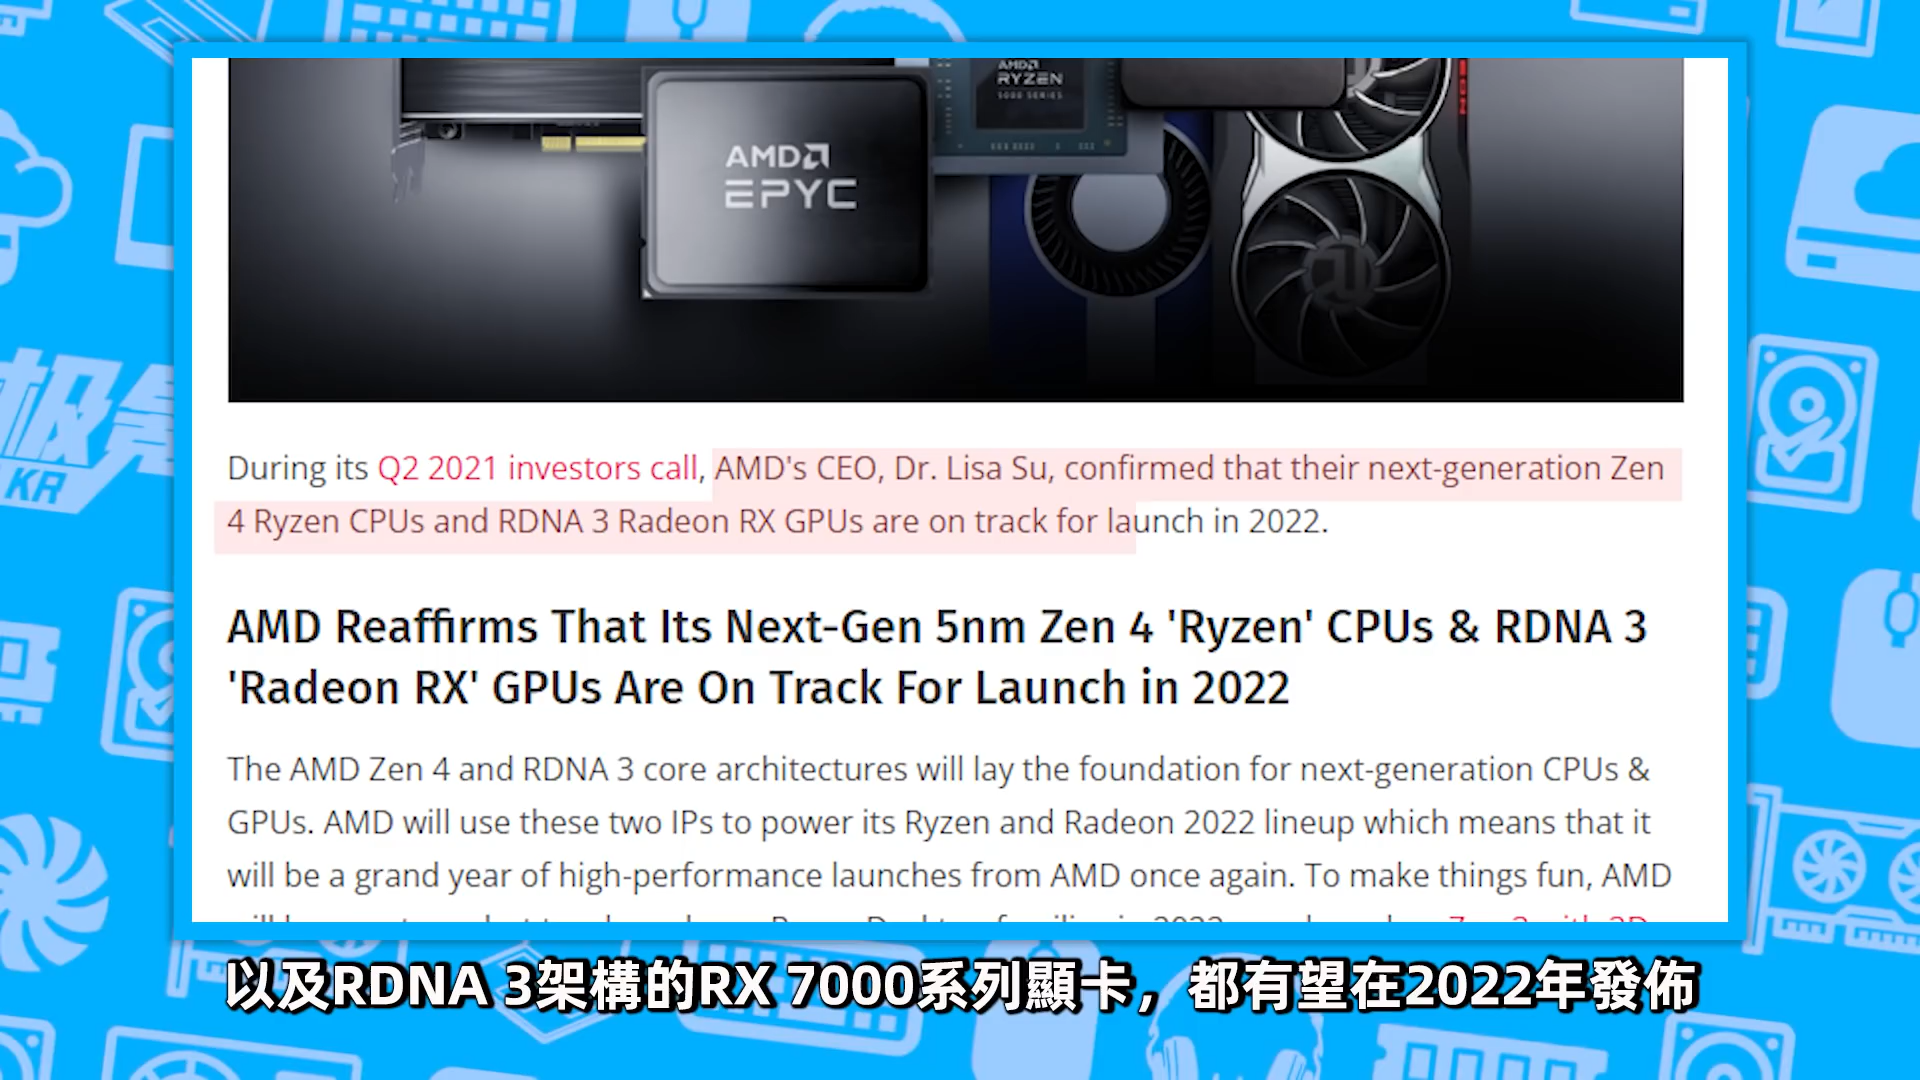 AMD
RYZEN
5000 SERIES
AMD
EPYC
During its Q2 2021 investors call, AMD's CEO, Dr. Lisa Su, confirmed that their next-generation Zen
4 Ryzen CPUs and RDNA 3 Radeon RX GPUs are on track for launch in 2022.
AMD Reaffirms That Its Next-Gen 5nm Zen 4 'Ryzen' CPUs & RDNA 3
'Radeon RX' GPUs Are On Track For Launch in 2022
The AMD Zen 4 and RDNA 3 core architectures will lay the foundation for next-generation CPUs &
GPUs. AMD will use these two IPs to power its Ryzen and Radeon 2022 lineup which means that it
will be a grand year of high-performance launches from AMD once again. To make things fun, AMD
极氪
KR
以及RDNA 3架構的RX 7000系列顯卡，都有望在2022年發佈